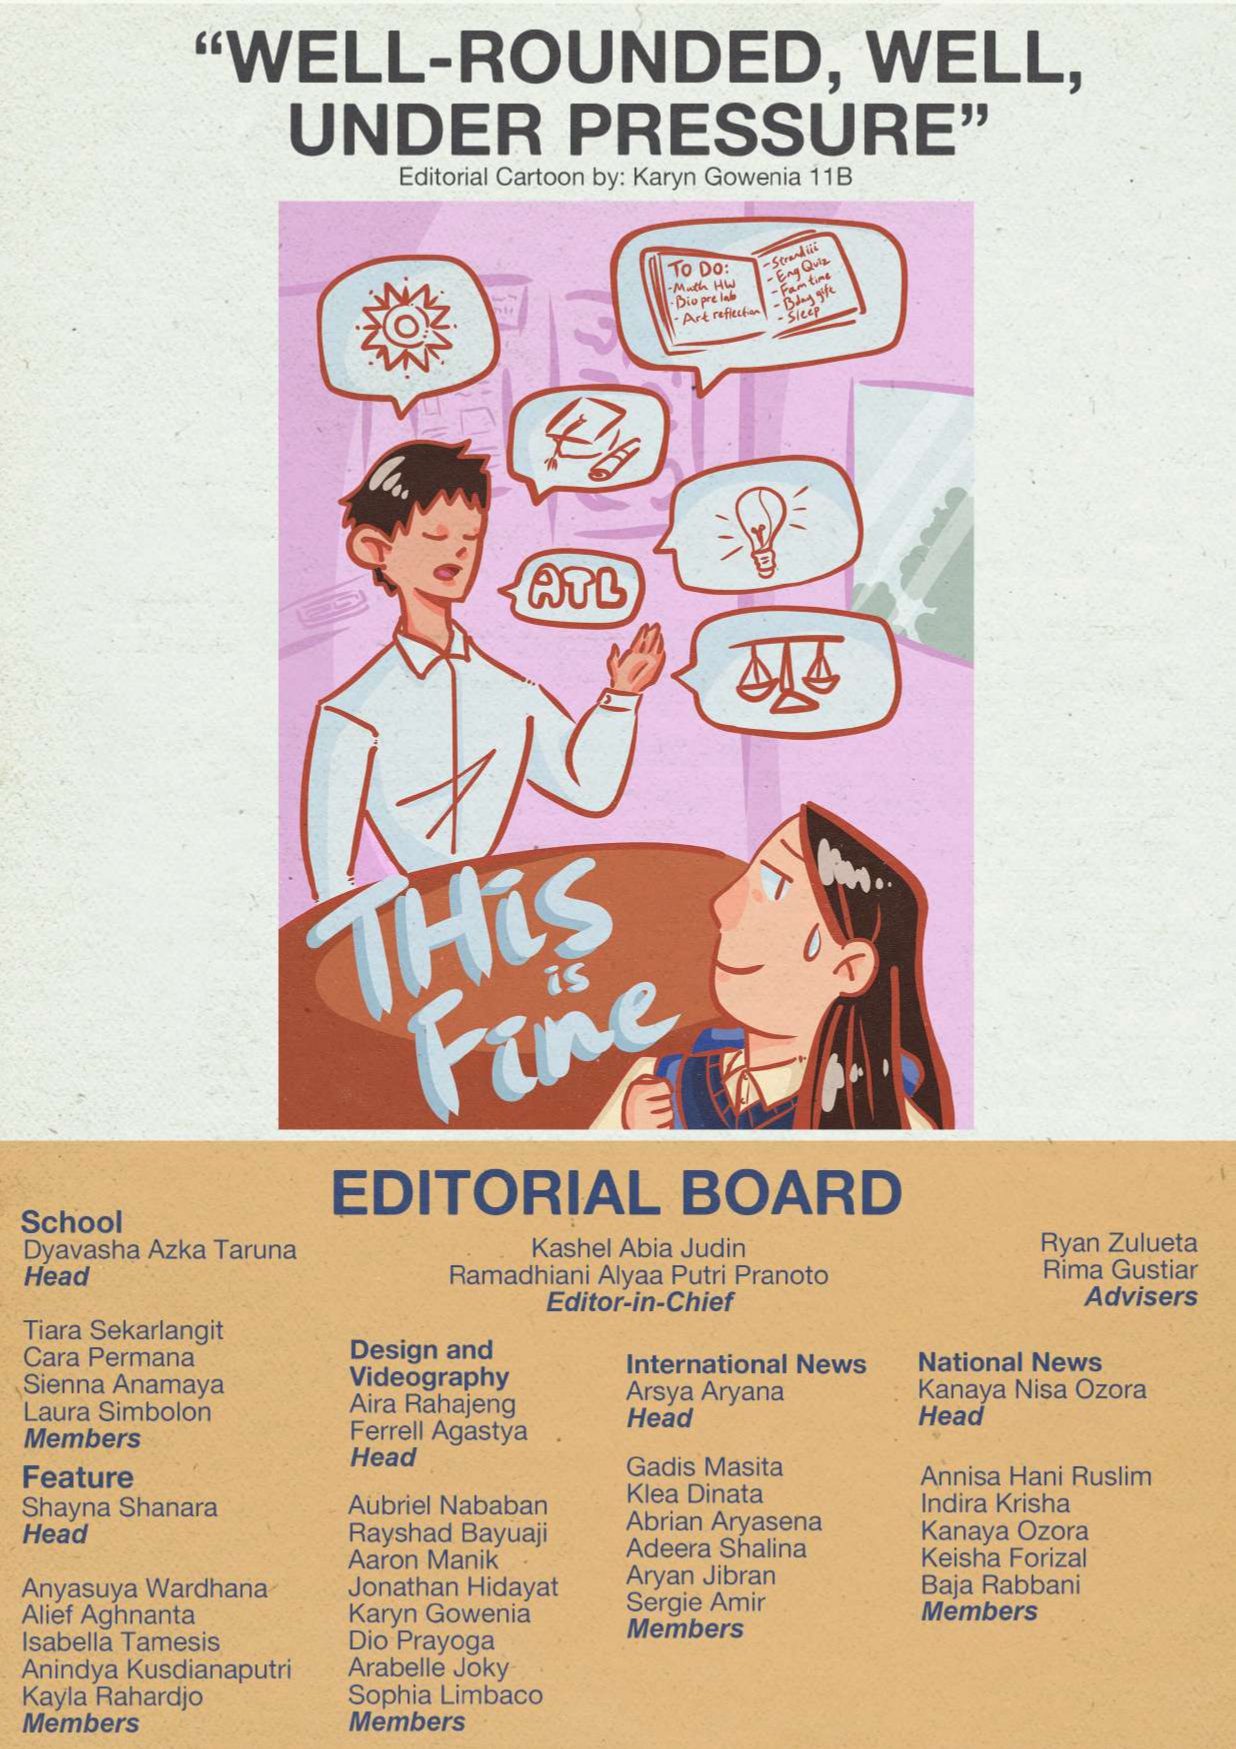 “WELL-ROUNDED, WELL,
UNDER PRESSURE”
Editorial Cartoon by: Karyn Gowenia 11B
TO DO:
-Math HW
-Bio pre lab
- Art reflection
-Strandiii
- Eng Quiz
- Fam time
- Bday gift
- Sleep
ATL
THis
is
Fine
EDITORIAL BOARD
School
Dyavasha Azka Taruna
Head
Tiara Sekarlangit
Cara Permana
Sienna Anamaya
Laura Simbolon
Members
Feature
Shayna Shanara
Head
Anyasuya Wardhana
Alief Aghnanta
Isabella Tamesis
Anindya Kusdianaputri
Kayla Rahardjo
Members
Kashel Abia Judin
Ramadhiani Alyaa Putri Pranoto
Editor-in-Chief
Design and
Videography
Aira Rahajeng
Ferrell Agastya
Head
Aubriel Nababan
Rayshad Bayuaji
Aaron Manik
Jonathan Hidayat
Karyn Gowenia
Dio Prayoga
Arabelle Joky
Sophia Limbaco
Members
International News
Arsya Aryana
Head
Gadis Masita
Klea Dinata
Abrian Aryasena
Adeera Shalina
Aryan Jibran
Sergie Amir
Members
Ryan Zulueta
Rima Gustiar
Advisers
National News
Kanaya Nisa Ozora
Head
Annisa Hani Ruslim
Indira Krisha
Kanaya Ozora
Keisha Forizal
Baja Rabbani
Members